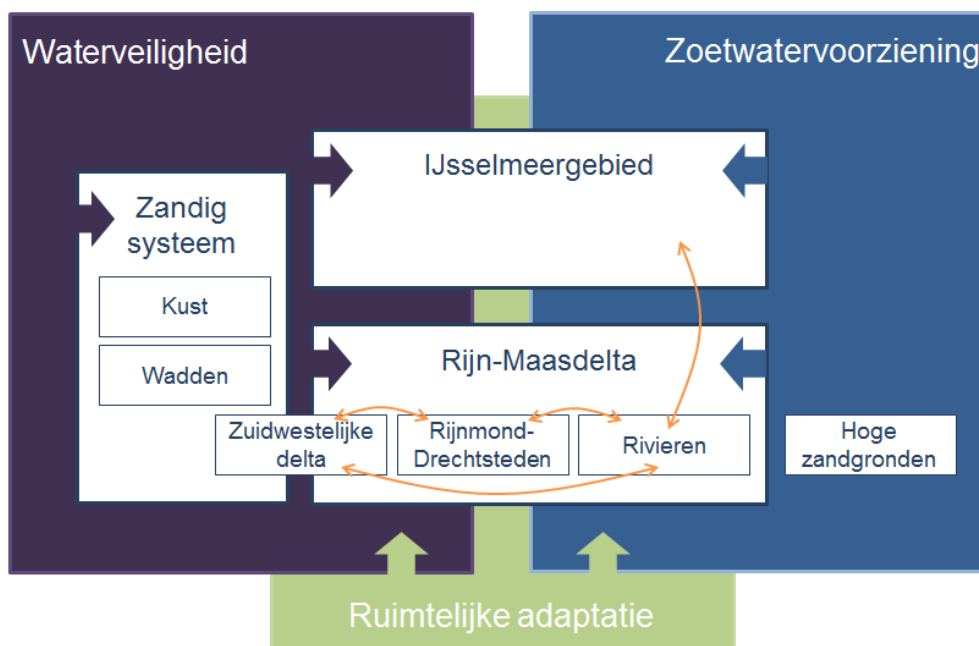 Waterveiligheid
Zoetwatervoorziening
IJsselmeergebied
Zandig
systeem
Kust
Wadden
Rijn-Maasdelta
Zuidwestelijke
delta
Rijnmond-
Drechtsteden
Rivieren
Hoge
zandgronden
Ruimtelijke adaptatie